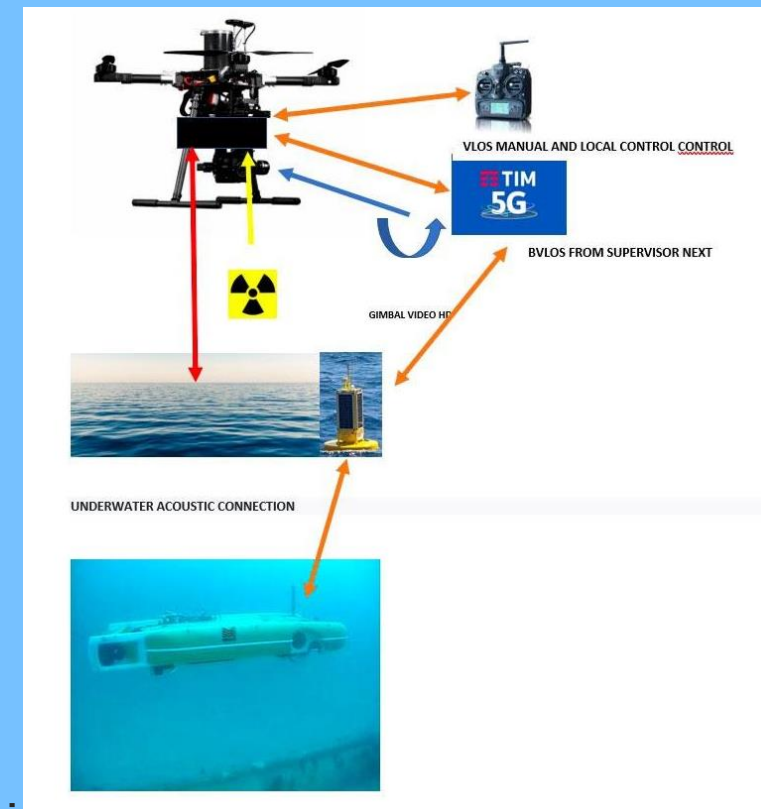 VLOS MANUAL AND LOCAL CONTROL CONTROL
TIM
5G
BVLOS FROM SUPERVISOR NEXT
GIMBAL VIDEO HD
UNDERWATER ACOUSTIC CONNECTION